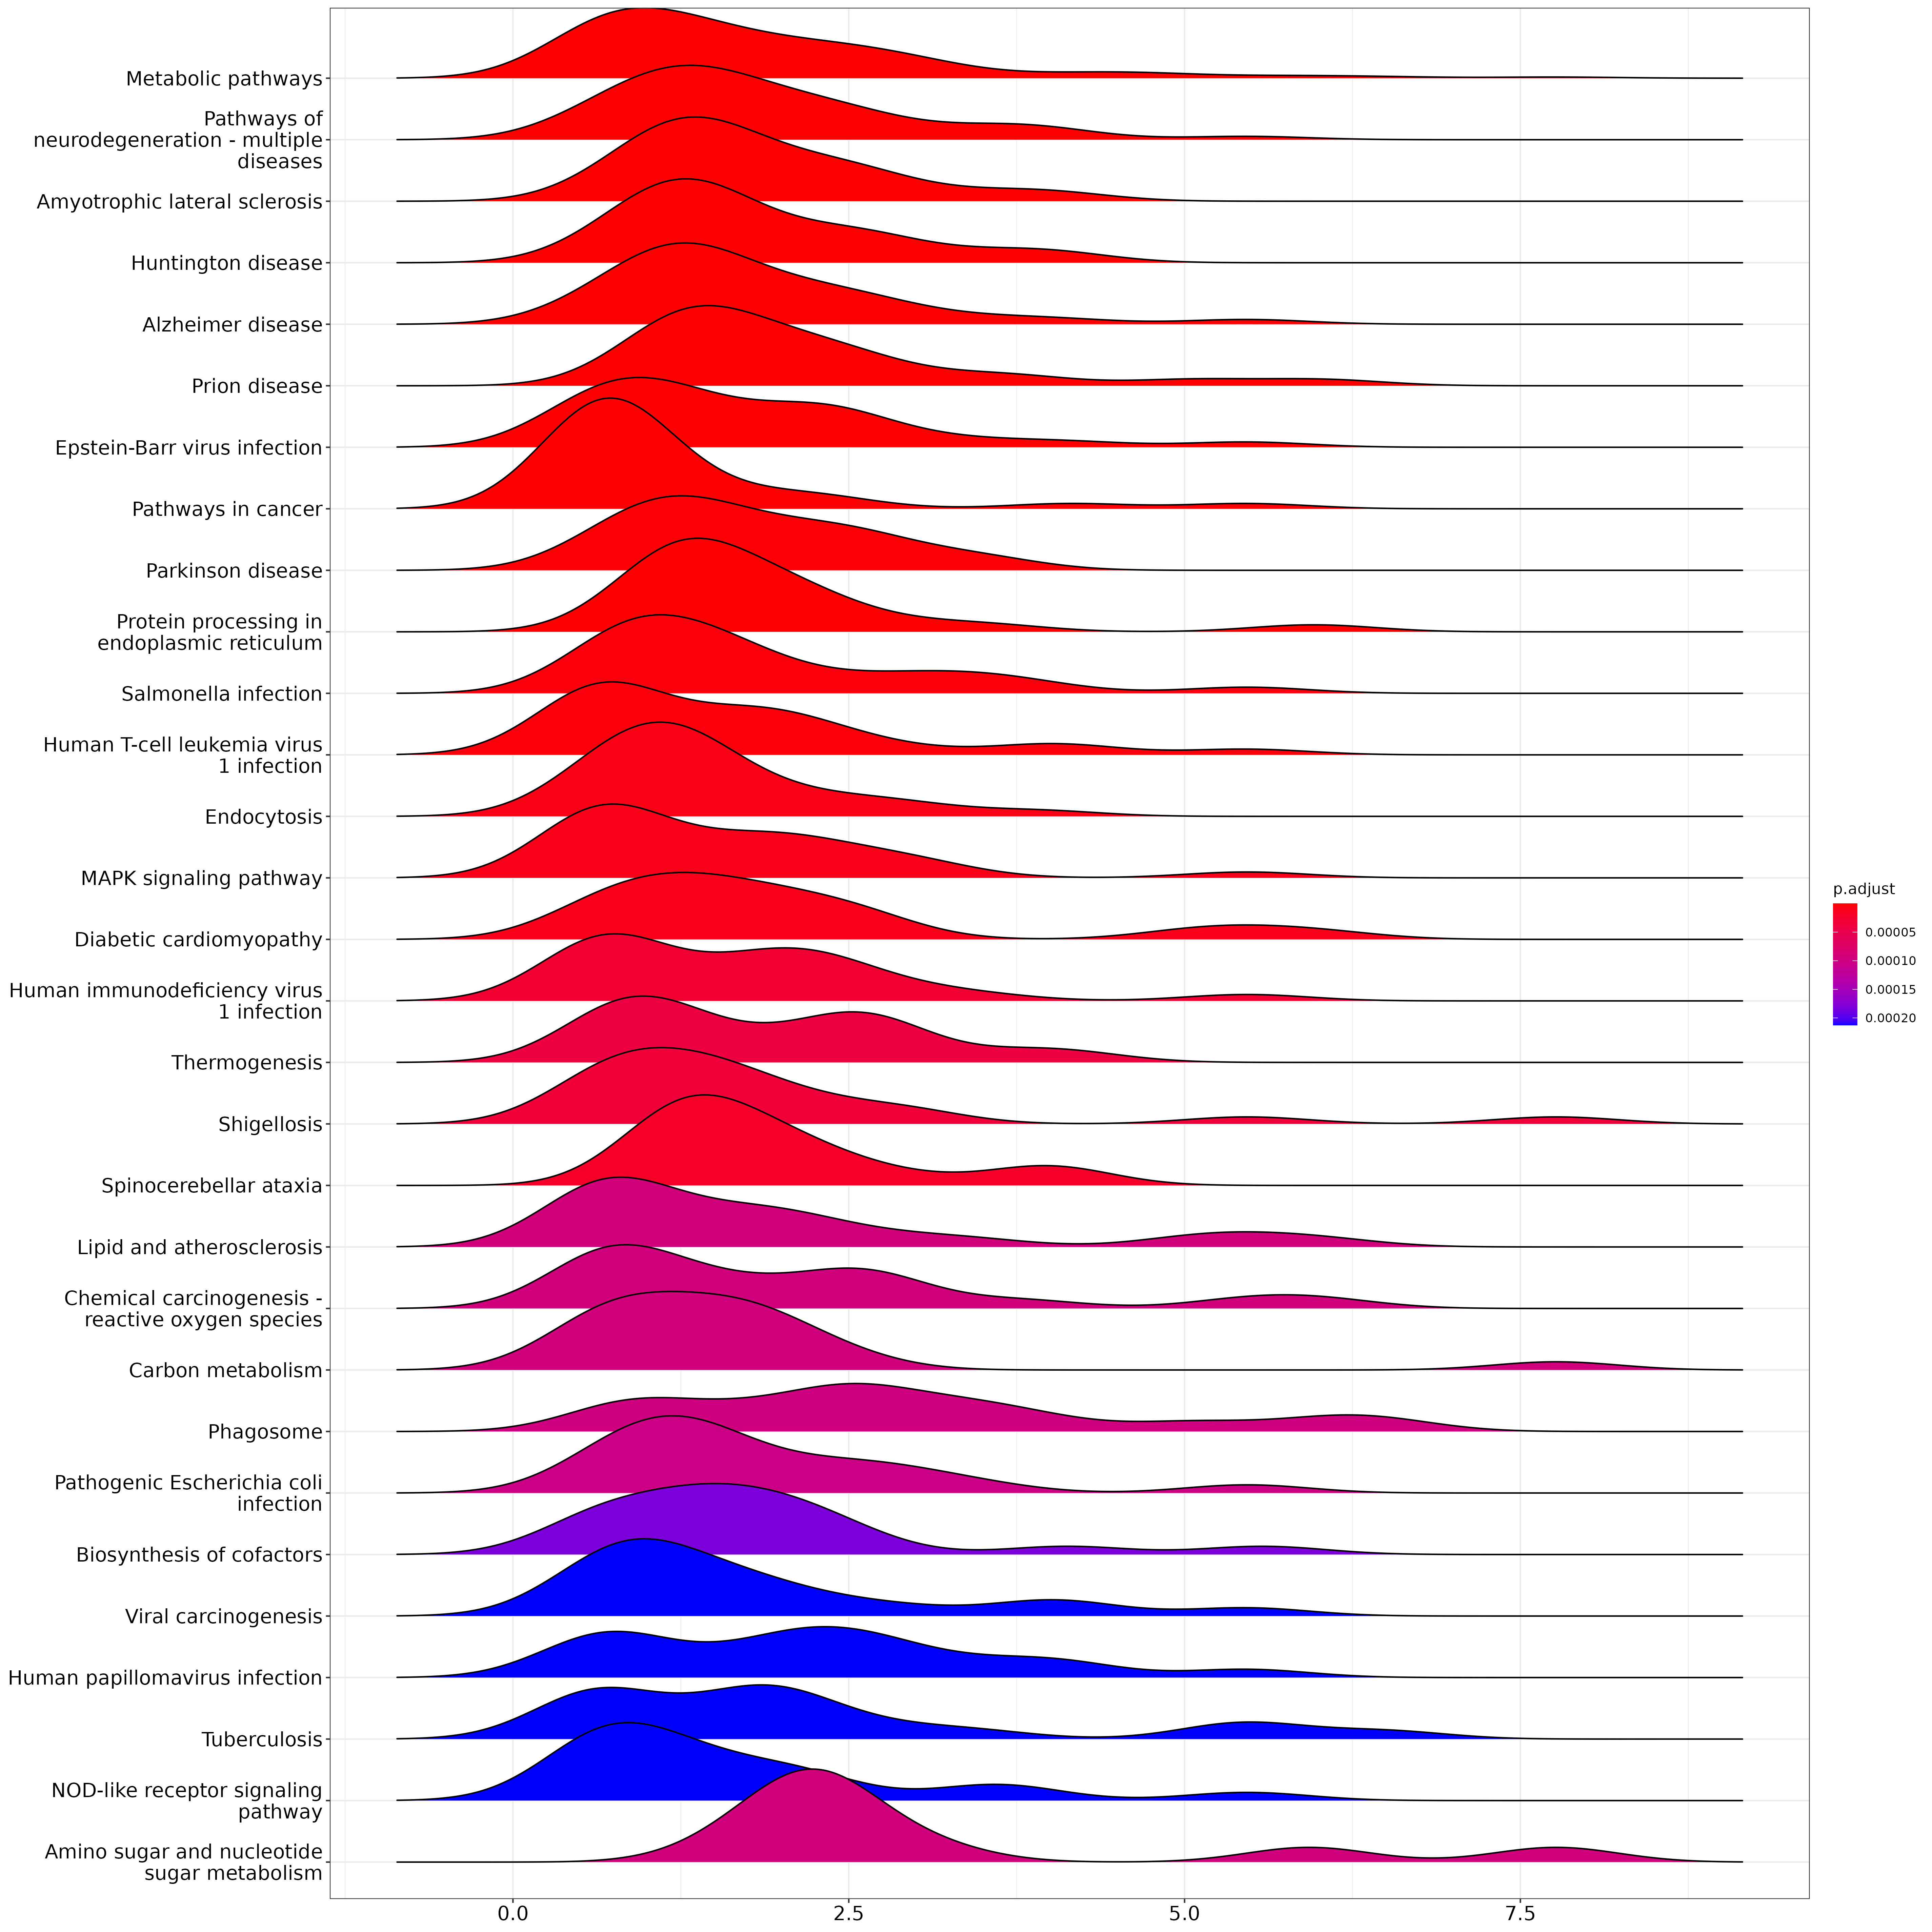 Metabolic pathways
Pathways of
neurodegeneration - multiple
diseases
Amyotrophic lateral sclerosis
Huntington disease
Alzheimer disease
Prion disease
Epstein-Barr virus infection
Pathways in cancer
Parkinson disease
Protein processing in
endoplasmic reticulum
Salmonella infection
Human T-cell leukemia virus
1 infection
Endocytosis
MAPK signaling pathway
Diabetic cardiomyopathy
Human immunodeficiency virus
1 infection
Thermogenesis
Shigellosis
Spinocerebellar ataxia
Lipid and atherosclerosis
Chemical carcinogenesis -
reactive oxygen species
Carbon metabolism
Phagosome
Pathogenic Escherichia coli
infection
Biosynthesis of cofactors
Viral carcinogenesis
Human papillomavirus infection
Tuberculosis
NOD-like receptor signaling
pathway
Amino sugar and nucleotide
sugar metabolism
0.0 2.5 5.0 7.5
p.adjust
0.00005
0.00010
0.00015
0.00020